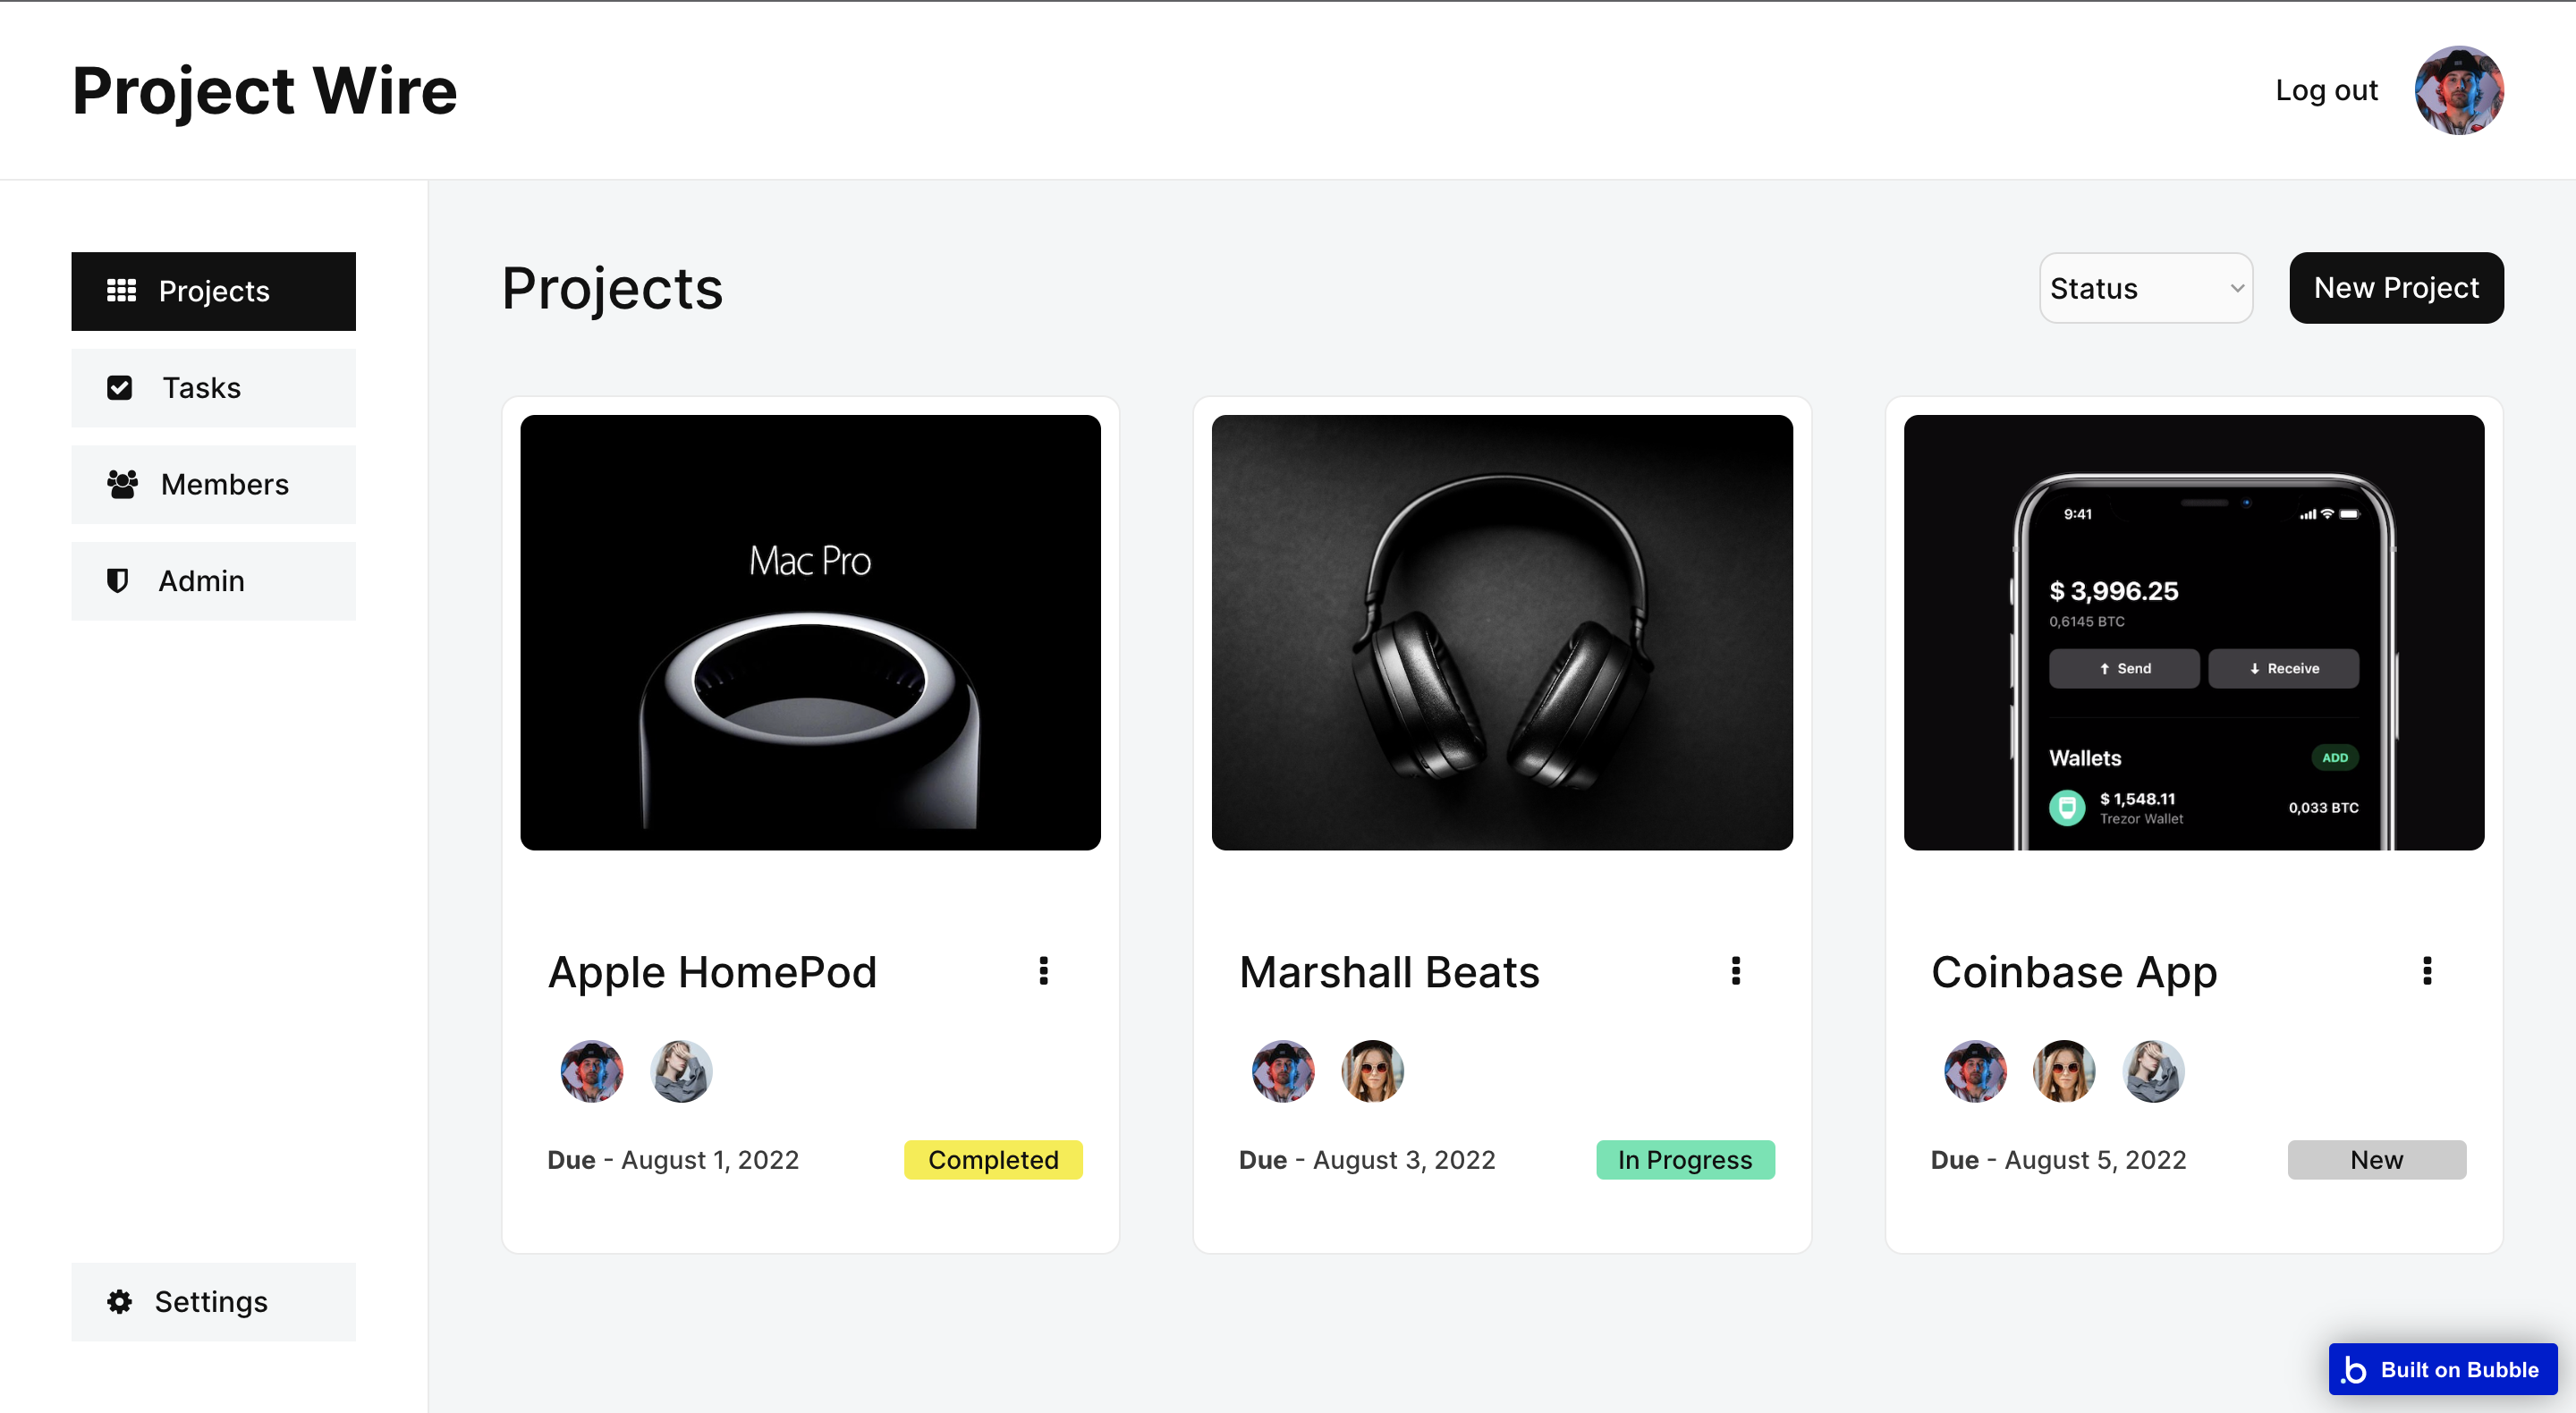 Project Wire
Log out
Projects
Tasks
Members
Admin
Settings
Projects
Status
New Project
Mac Pro
Apple HomePod
Due - August 1, 2022
Completed
Marshall Beats
Due - August 3, 2022
In Progress
9:41
$ 3,996.25
0,6145 BTC
Send
Receive
Wallets
ADD
$ 1,548.11
Trezor Wallet
0,033 BTC
Coinbase App
Due - August 5, 2022
New
Built on Bubble